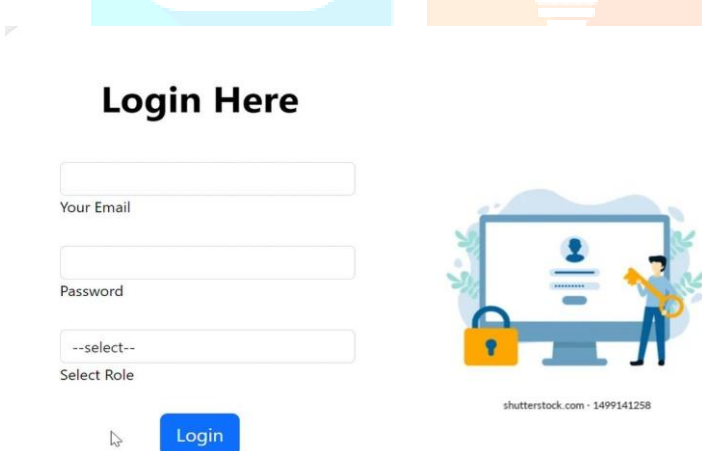 Login Here
Your Email
Password
--select--
Select Role
Login
shutterstock.com · 1499141258